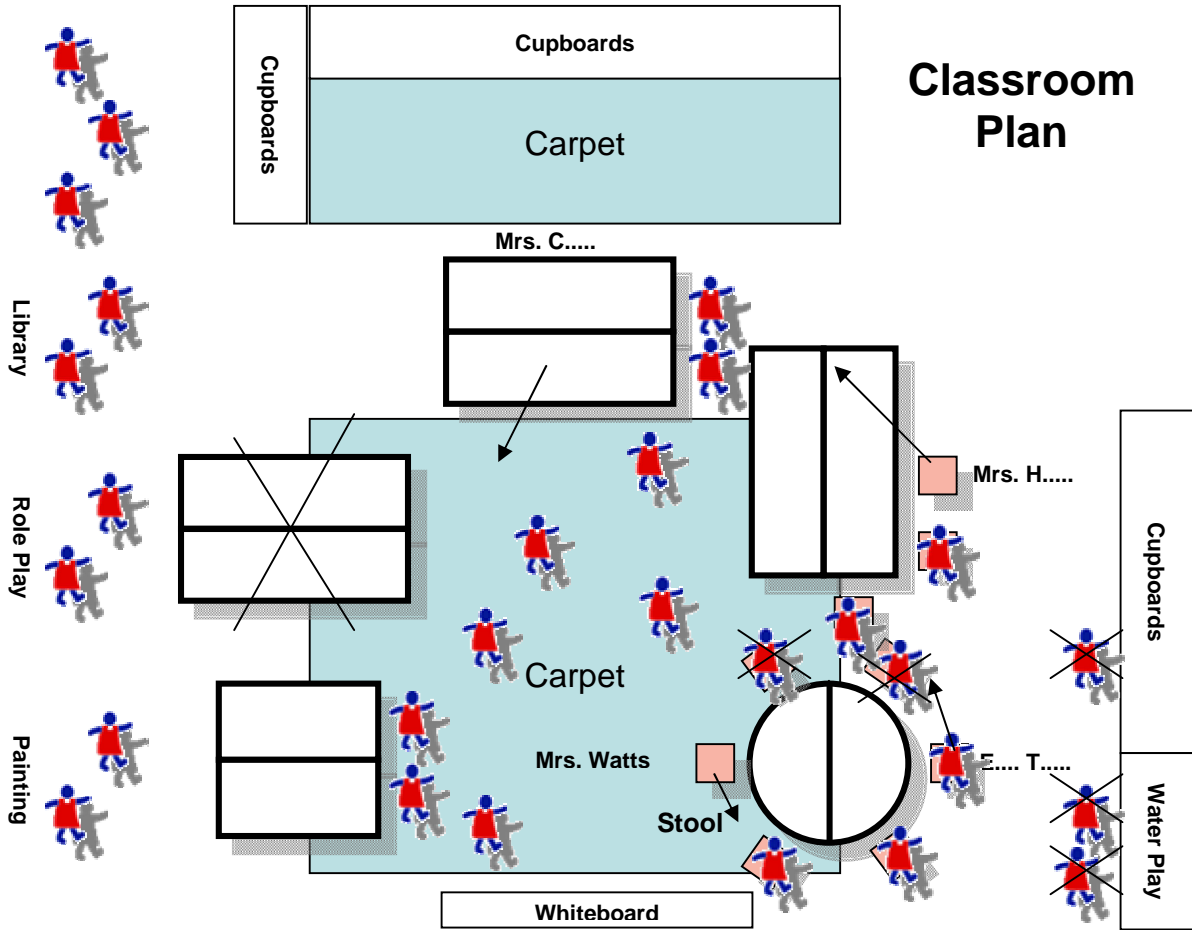 Classroom
Plan
Cupboards
Cupboards
Carpet
Mrs. C.....
Library
Mrs. H.....
Role Play
Cupboards
Carpet
Painting
Mrs. Watts
E.... T.....
Stool
Water Play
Whiteboard